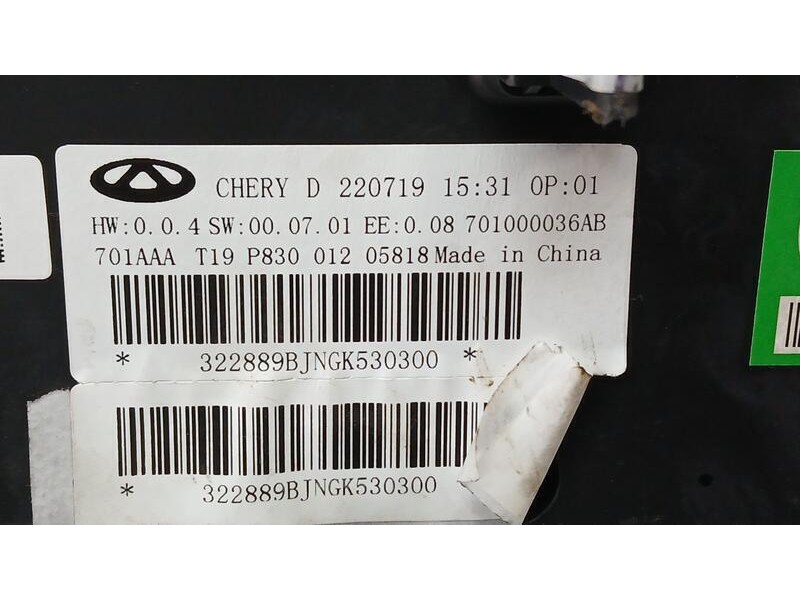 CHERY D 220719 15:31 OP:01
HW:0.0.4 SW:00.07.01 EE:0.08 701000036AB
701AAA T19 P830 012 05818 Made in China
* 322889BJNGK530300 *
* 322889BJNGK530300